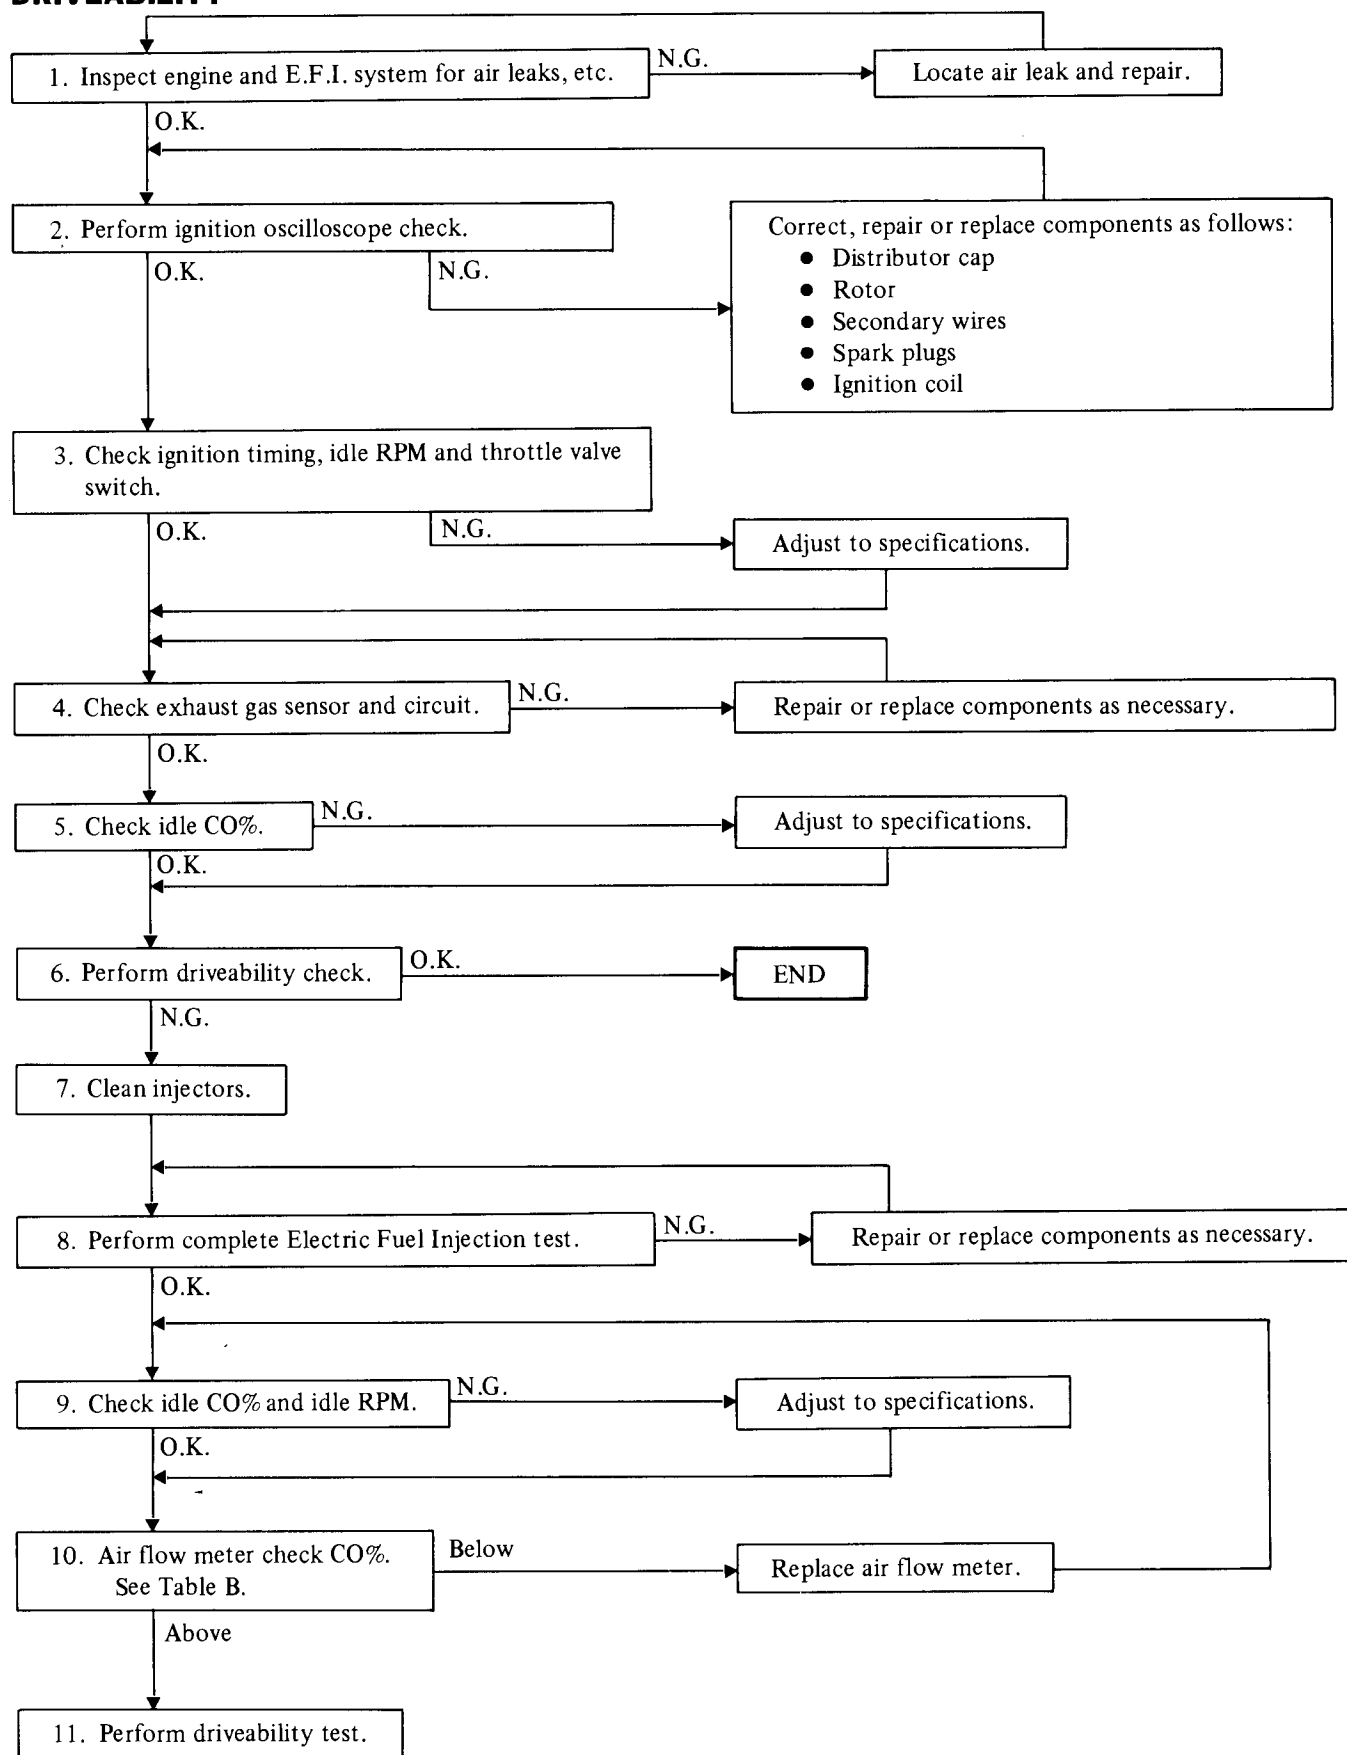 DRIVEABILITY
1. Inspect engine and E.F.I. system for air leaks, etc.
N.G.
Locate air leak and repair.
O.K.
2. Perform ignition oscilloscope check.
O.K.
N.G.
Correct, repair or replace components as follows:
● Distributor cap
● Rotor
● Secondary wires
● Spark plugs
● Ignition coil
3. Check ignition timing, idle RPM and throttle valve
switch.
O.K.
N.G.
Adjust to specifications.
4. Check exhaust gas sensor and circuit.
N.G.
Repair or replace components as necessary.
O.K.
5. Check idle CO%.
N.G.
Adjust to specifications.
O.K.
6. Perform driveability check.
O.K.
END
N.G.
7. Clean injectors.
8. Perform complete Electric Fuel Injection test.
N.G.
Repair or replace components as necessary.
O.K.
9. Check idle CO% and idle RPM.
N.G.
Adjust to specifications.
O.K.
10. Air flow meter check CO%.
See Table B.
Below
Replace air flow meter.
Above
11. Perform driveability test.